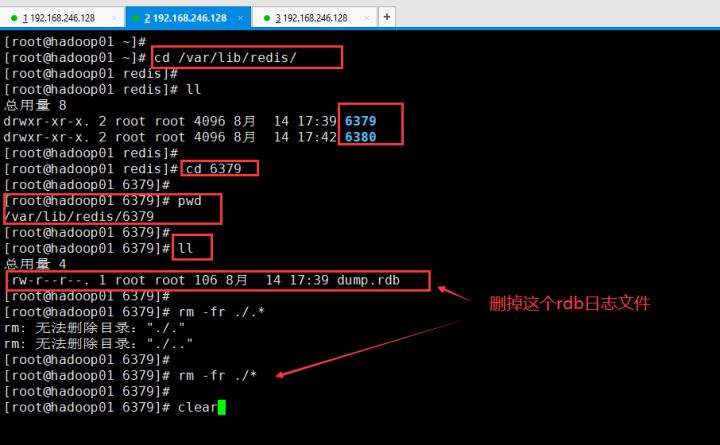 1 192.168.246.128 × 2 192.168.246.128 × 3 192.168.246.128 × +
[root@hadoop01 ~]#
[root@hadoop01 ~]# cd /var/lib/redis/
[root@hadoop01 redis]#
[root@hadoop01 redis]# ll
总用量 8
drwxr-xr-x. 2 root root 4096 8月  14 17:39 6379
drwxr-xr-x. 2 root root 4096 8月  14 17:42 6380
[root@hadoop01 redis]#
[root@hadoop01 redis]# cd 6379
[root@hadoop01 6379]#
[root@hadoop01 6379]# pwd
/var/lib/redis/6379
[root@hadoop01 6379]#
[root@hadoop01 6379]# ll
总用量 4
-rw-r--r--. 1 root root 106 8月  14 17:39 dump.rdb
[root@hadoop01 6379]#
删掉这个rdb日志文件
[root@hadoop01 6379]# rm -fr ./.*
rm: 无法删除目录："./."
rm: 无法删除目录："./.."
[root@hadoop01 6379]#
[root@hadoop01 6379]# rm -fr ./*
[root@hadoop01 6379]#
[root@hadoop01 6379]# clear